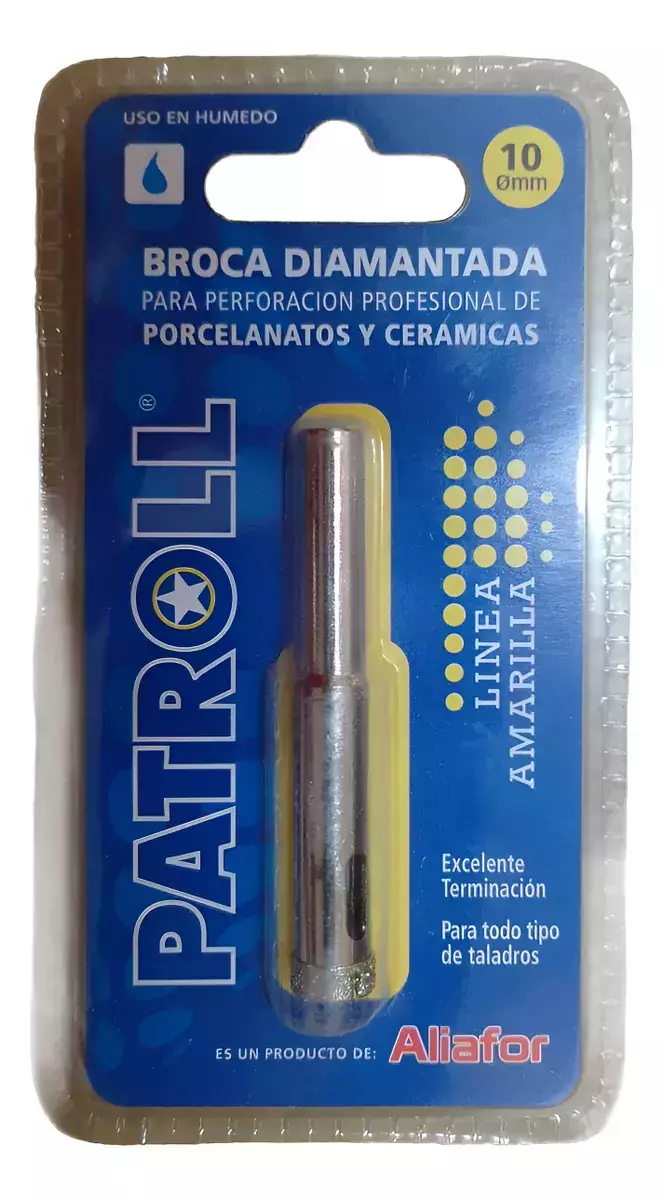 USO EN HUMEDO
10
Ømm
BROCA DIAMANTADA
PARA PERFORACION PROFESIONAL DE
PORCELANATOS Y CERAMICAS
PATROLL®
LINEA
AMARILLA
Excelente
Terminación
Para todo tipo
de taladros
ES UN PRODUCTO DE: Aliafor